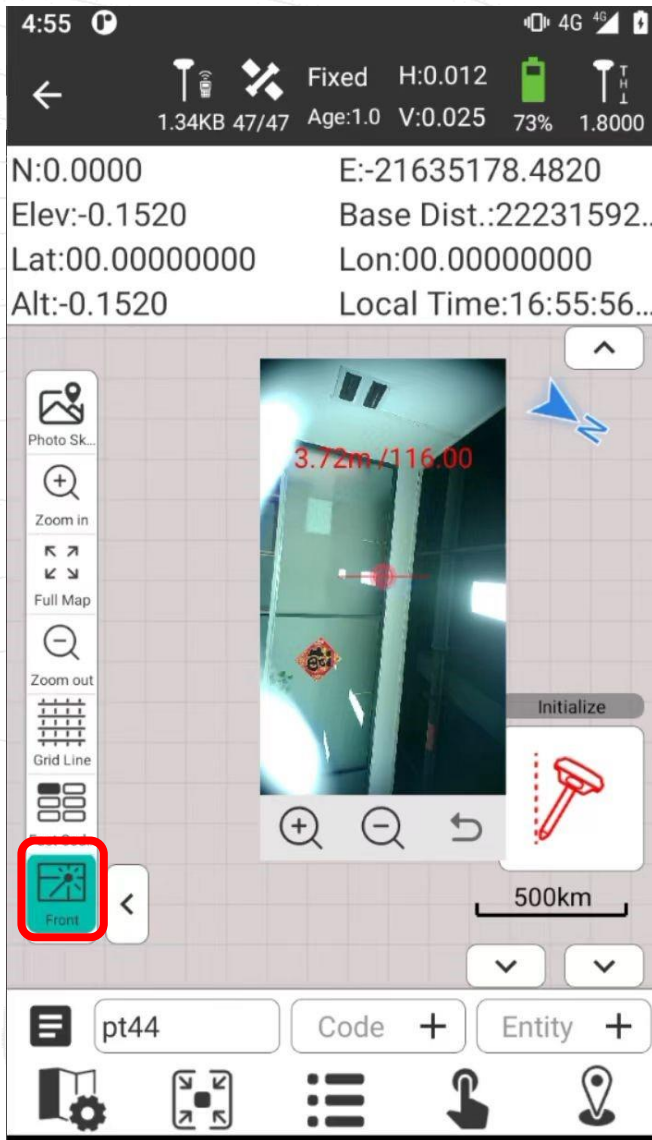 4:55 4G 4G
Fixed H:0.012
1.34KB 47/47 Age:1.0 V:0.025 73% 1.8000
T
H
N:0.0000 E:-21635178.4820
Elev:-0.1520 Base Dist.:22231592..
Lat:00.00000000 Lon:00.00000000
Alt:-0.1520 Local Time:16:55:56...
Photo Sk...
3.72m /116.00
N
Zoom in
Full Map
Zoom out
Initialize
Grid Line
福
Front
500km
pt44 Code + Entity +